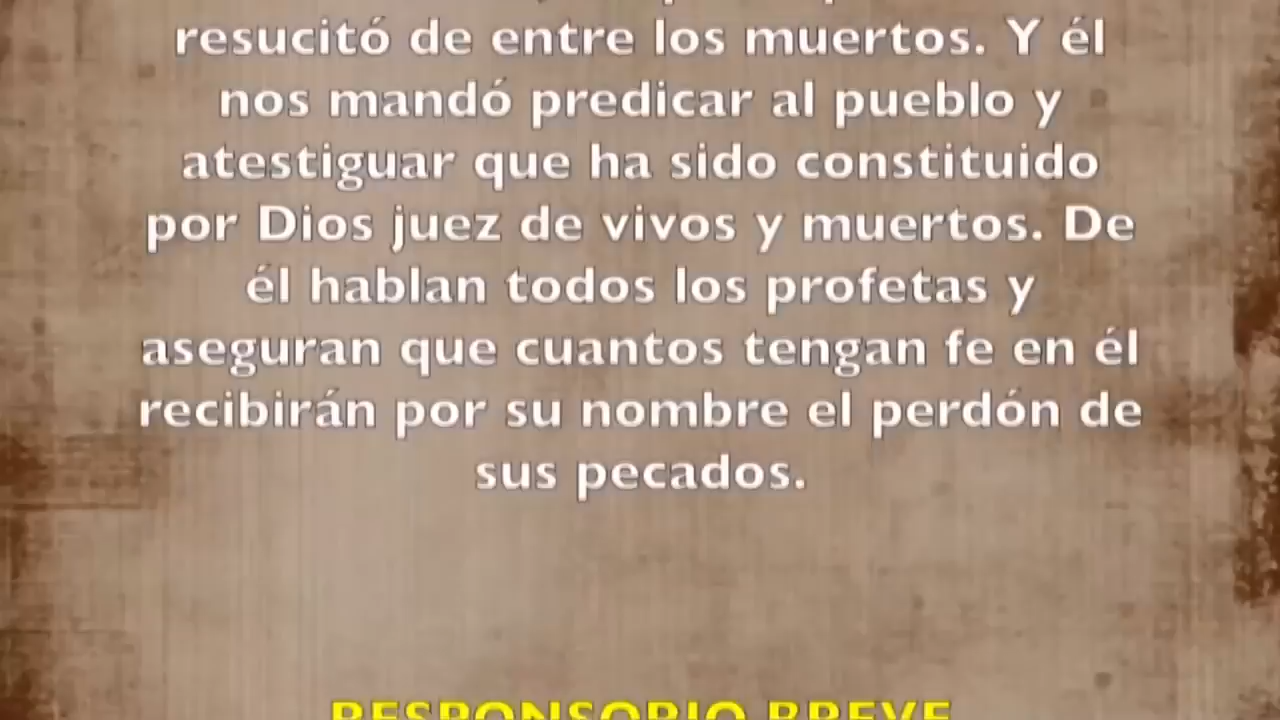 resucitó de entre los muertos. Y él
nos mandó predicar al pueblo y
atestiguar que ha sido constituido
por Dios juez de vivos y muertos. De
él hablan todos los profetas y
aseguran que cuantos tengan fe en él
recibirán por su nombre el perdón de
sus pecados.
RESPONSORIO BREVE